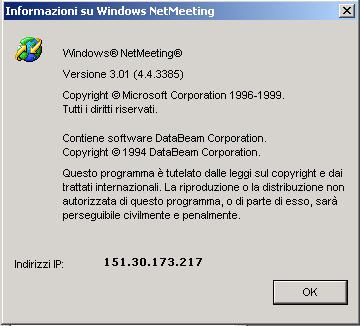 Informazioni su Windows NetMeeting
Windows® NetMeeting®
Versione 3.01 (4.4.3385)
Copyright © Microsoft Corporation 1996-1999.
Tutti i diritti riservati.
Contiene software DataBeam Corporation.
Copyright © 1994 DataBeam Corporation.
Questo programma è tutelato dalle leggi sul copyright e dai
trattati internazionali. La riproduzione o la distribuzione non
autorizzata di questo programma, o di parte di esso, sarà
perseguibile civilmente e penalmente.
Indirizzi IP: 151.30.173.217
OK